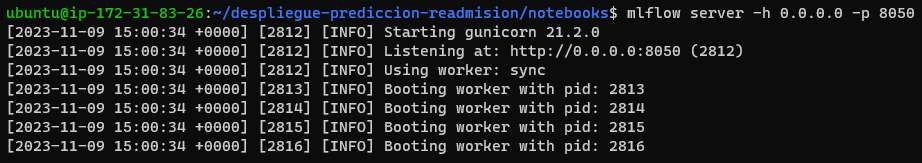 ubuntu@ip-172-31-83-26:~/despliegue-prediccion-readmision/notebooks$ mlflow server -h 0.0.0.0 -p 8050
[2023-11-09 15:00:34 +0000] [2812] [INFO] Starting gunicorn 21.2.0
[2023-11-09 15:00:34 +0000] [2812] [INFO] Listening at: http://0.0.0.0:8050 (2812)
[2023-11-09 15:00:34 +0000] [2812] [INFO] Using worker: sync
[2023-11-09 15:00:34 +0000] [2813] [INFO] Booting worker with pid: 2813
[2023-11-09 15:00:34 +0000] [2814] [INFO] Booting worker with pid: 2814
[2023-11-09 15:00:34 +0000] [2815] [INFO] Booting worker with pid: 2815
[2023-11-09 15:00:34 +0000] [2816] [INFO] Booting worker with pid: 2816